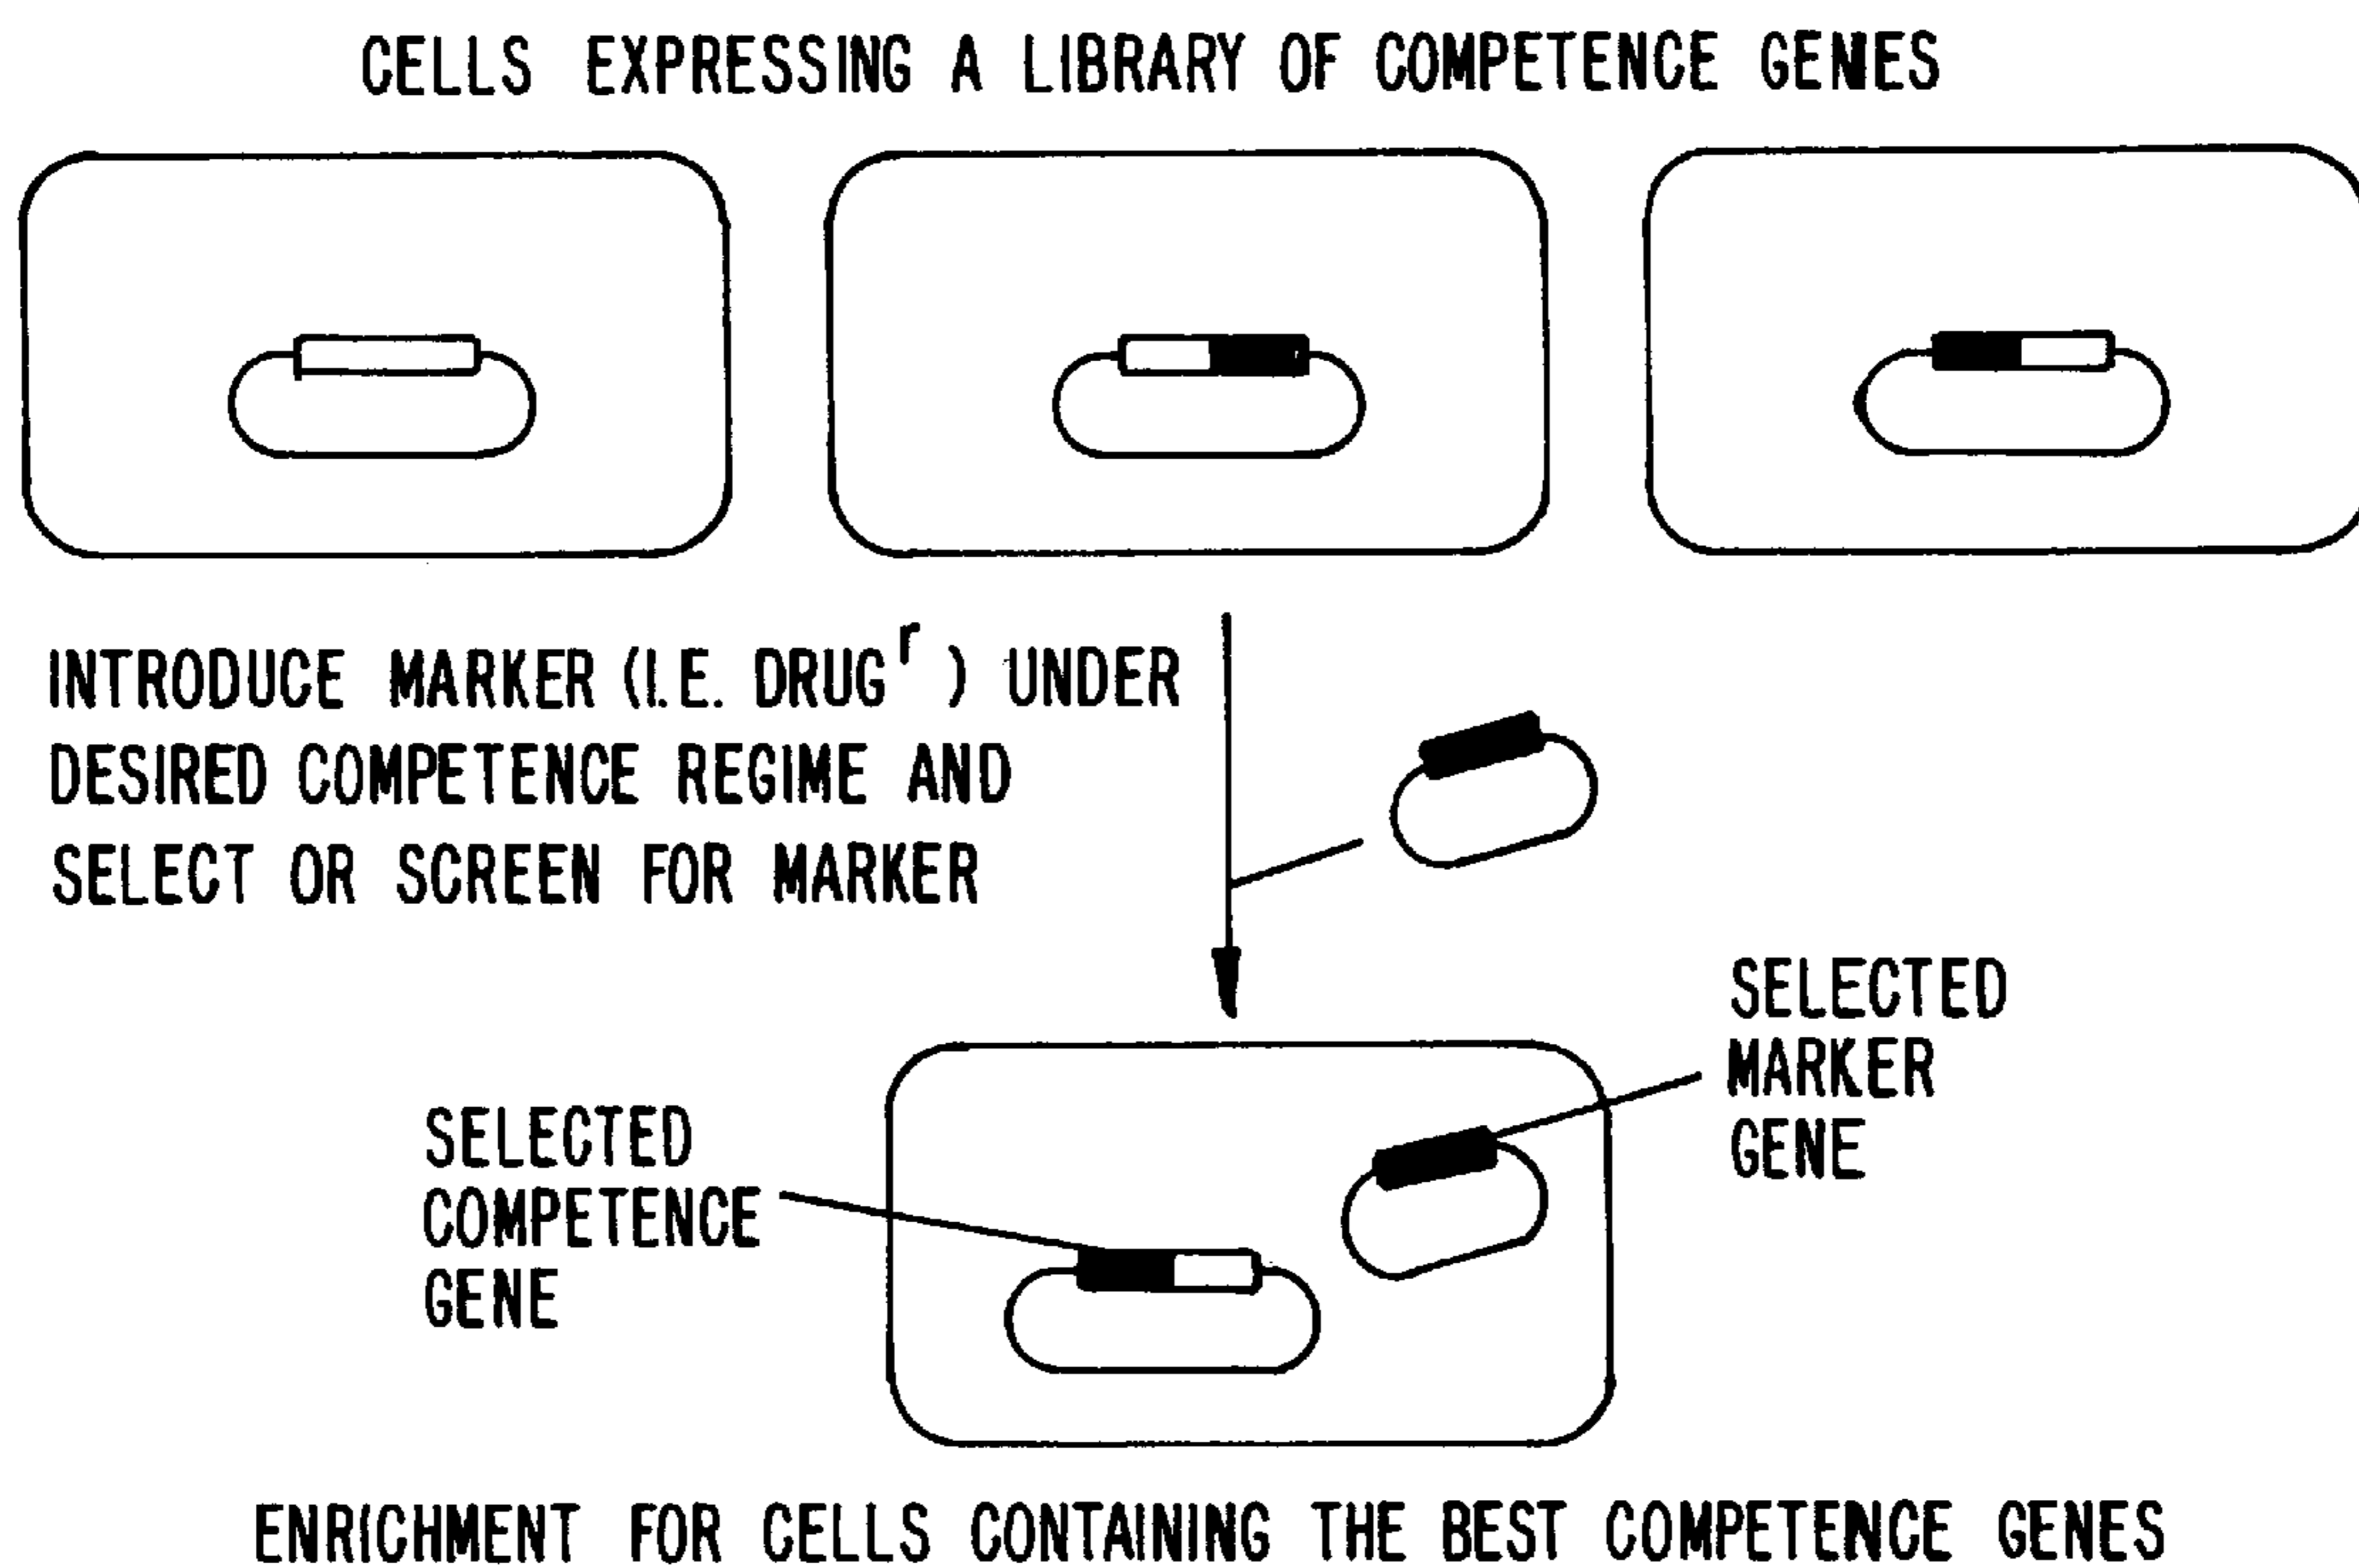 CELLS EXPRESSING A LIBRARY OF COMPETENCE GENES
INTRODUCE MARKER (I.E. DRUGʳ) UNDER
DESIRED COMPETENCE REGIME AND
SELECT OR SCREEN FOR MARKER
SELECTED
MARKER
GENE
SELECTED
COMPETENCE
GENE
ENRICHMENT FOR CELLS CONTAINING THE BEST COMPETENCE GENES